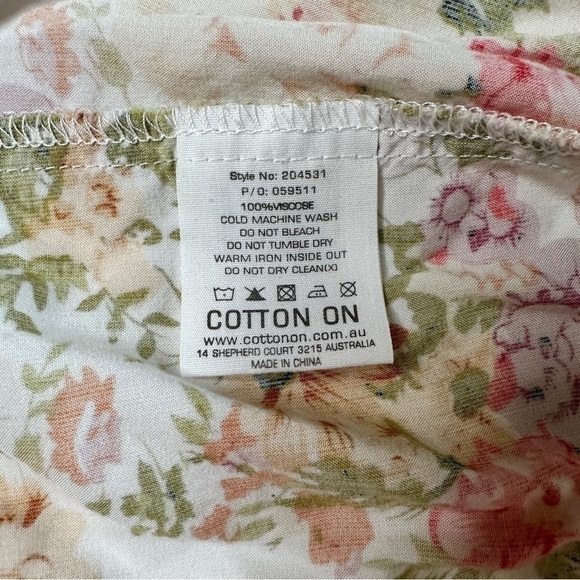 Style No: 204531
P/O: 059511
100%VISCOSE
COLD MACHINE WASH
DO NOT BLEACH
DO NOT TUMBLE DRY
WARM IRON INSIDE OUT
DO NOT DRY CLEAN(X)
COTTON ON
www.cottonon.com.au
14 SHEPHERD COURT 3215 AUSTRALIA
MADE IN CHINA